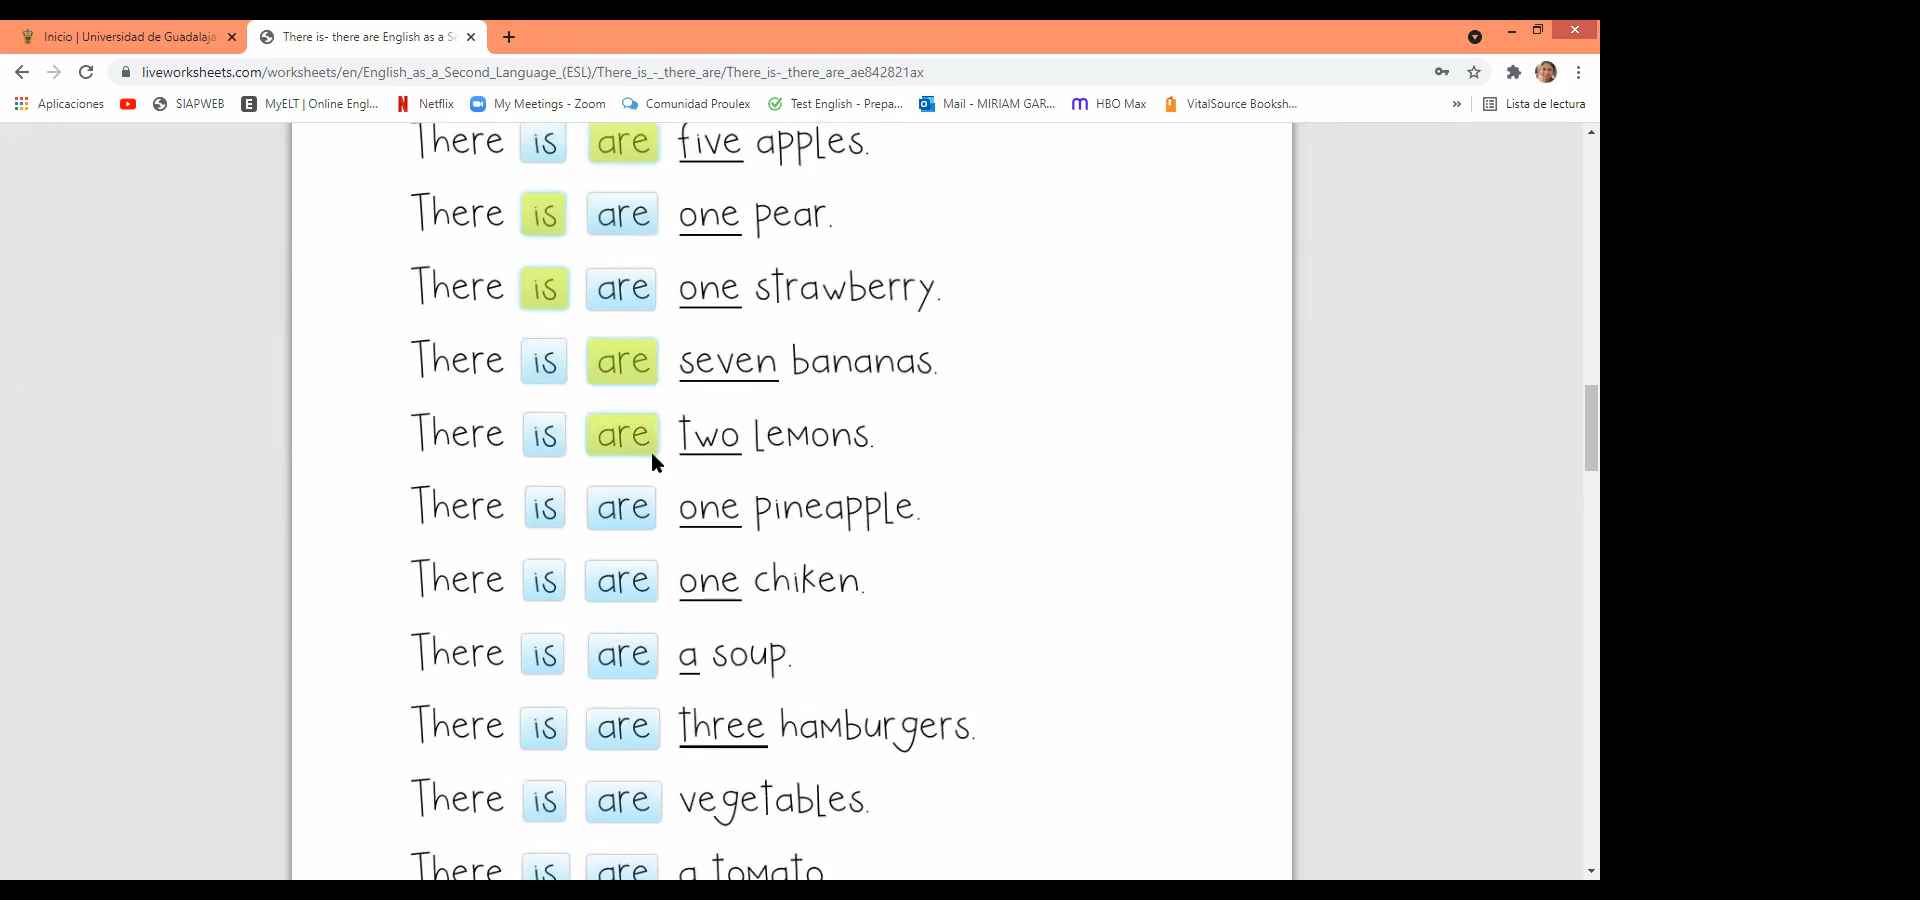 Inicio | Universidad de Guadalaja
There is- there are English as a Se
liveworksheets.com/worksheets/en/English_as_a_Second_Language_(ESL)/There_is_-_there_are/There_is-_there_are_ae842821ax
Aplicaciones SIAPWEB MyELT | Online Engl... Netflix My Meetings - Zoom Comunidad Proulex Test English - Prepa... Mail - MIRIAM GAR... HBO Max VitalSource Booksh... » Lista de lectura
There is are five apples.
There is are one pear.
There is are one strawberry.
There is are seven bananas.
There is are two lemons.
There is are one pineapple.
There is are one chiken.
There is are a soup.
There is are three hamburgers.
There is are vegetables.
There is are a tomato